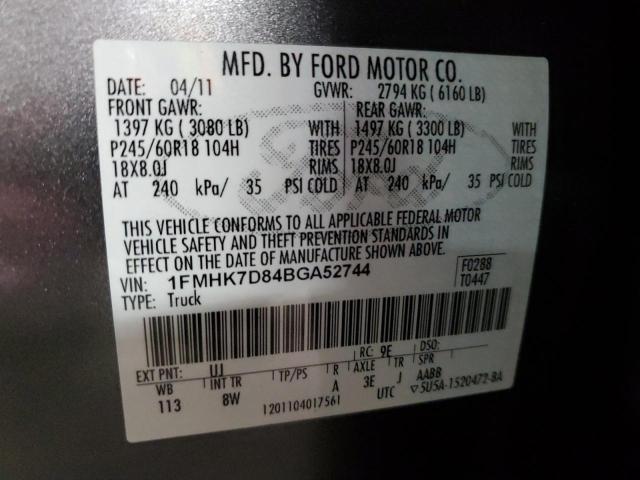 MFD. BY FORD MOTOR CO.
DATE: 04/11 GVWR: 2794 KG ( 6160 LB)
FRONT GAWR: REAR GAWR:
1397 KG ( 3080 LB) WITH 1497 KG ( 3300 LB) WITH
P245/60R18 104H TIRES P245/60R18 104H TIRES
18X8.0J RIMS 18X8.0J RIMS
AT 240 kPa/ 35 PSI COLD AT 240 kPa/ 35 PSI COLD
THIS VEHICLE CONFORMS TO ALL APPLICABLE FEDERAL MOTOR
VEHICLE SAFETY AND THEFT PREVENTION STANDARDS IN
EFFECT ON THE DATE OF MANUFACTURE SHOWN ABOVE.
VIN: 1FMHK7D84BGA52744 F0288
TYPE: Truck T0447
RC: 9E DSO:
EXT PNT: UJ
WB INT TR TP/PS R AXLE TR SPR
113 8W A 3E J AABB
1201104017561 UTC ▽5U5A-1520472-BA